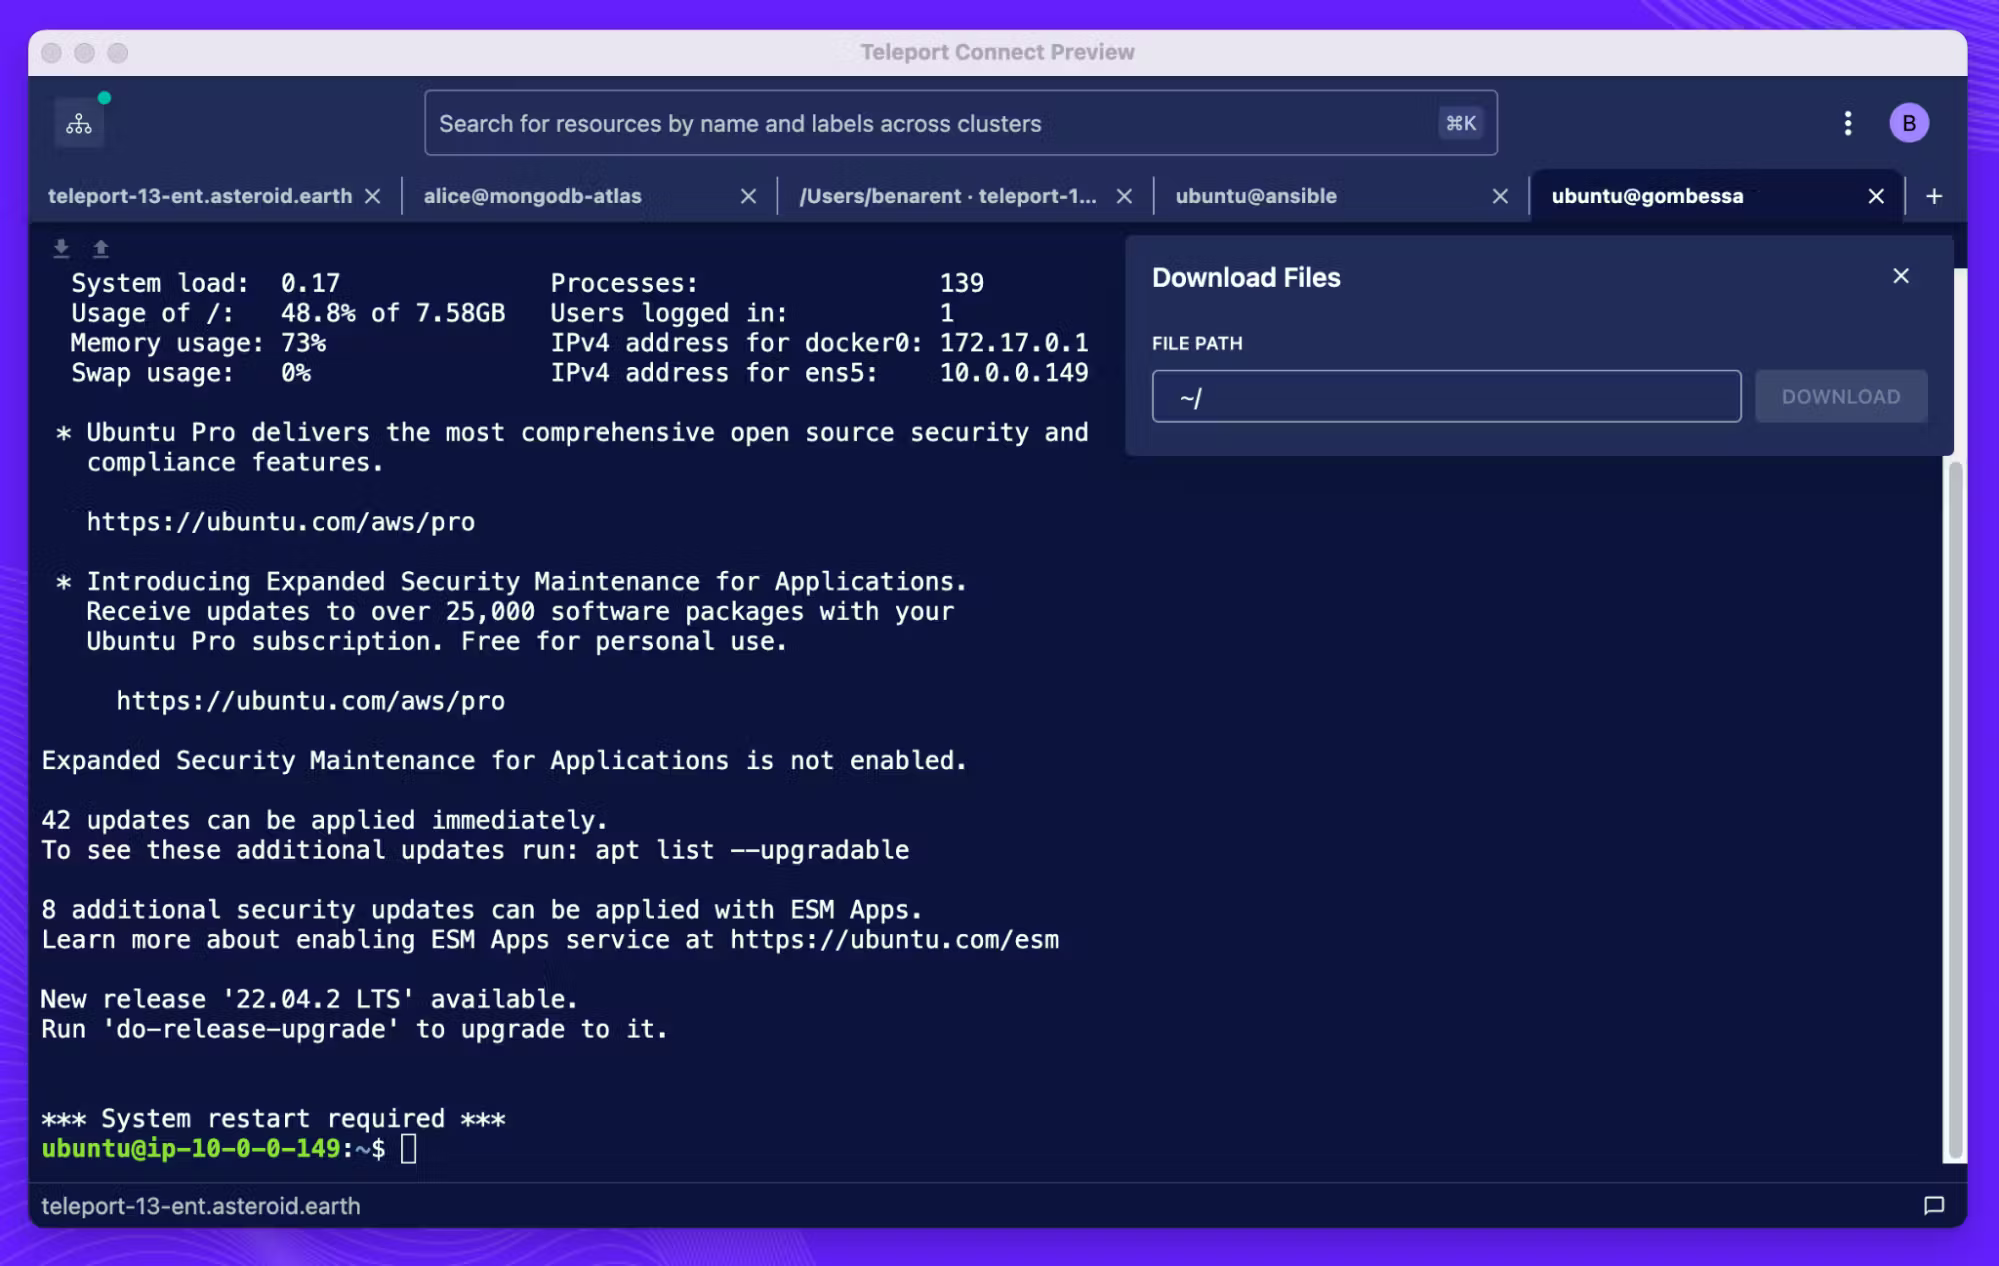 Teleport Connect Preview
Search for resources by name and labels across clusters ⌘K
B
teleport-13-ent.asteroid.earth
alice@mongodb-atlas
/Users/benarent · teleport-1...
ubuntu@ansible
ubuntu@gombessa
System load:  0.17              Processes:                139
Usage of /:   48.8% of 7.58GB   Users logged in:          1
Memory usage: 73%               IPv4 address for docker0: 172.17.0.1
Swap usage:   0%                IPv4 address for ens5:    10.0.0.149
* Ubuntu Pro delivers the most comprehensive open source security and
compliance features.
https://ubuntu.com/aws/pro
* Introducing Expanded Security Maintenance for Applications.
Receive updates to over 25,000 software packages with your
Ubuntu Pro subscription. Free for personal use.
https://ubuntu.com/aws/pro
Expanded Security Maintenance for Applications is not enabled.
42 updates can be applied immediately.
To see these additional updates run: apt list --upgradable
8 additional security updates can be applied with ESM Apps.
Learn more about enabling ESM Apps service at https://ubuntu.com/esm
New release '22.04.2 LTS' available.
Run 'do-release-upgrade' to upgrade to it.
*** System restart required ***
ubuntu@ip-10-0-0-149:~$
Download Files
FILE PATH
~/
DOWNLOAD
teleport-13-ent.asteroid.earth